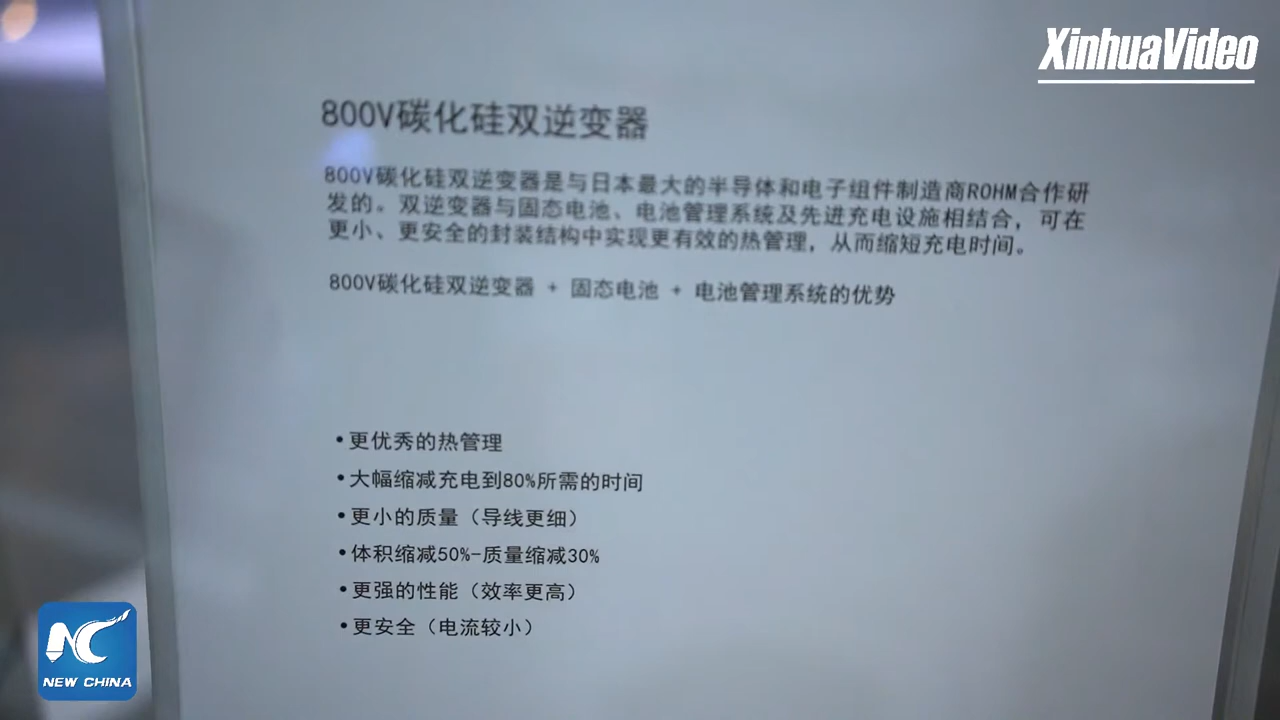 XinhuaVideo
800V碳化硅双逆变器
800V碳化硅双逆变器是与日本最大的半导体和电子组件制造商ROHM合作研
发的。双逆变器与固态电池、电池管理系统及先进充电设施相结合，可在
更小、更安全的封装结构中实现更有效的热管理，从而缩短充电时间。
800V碳化硅双逆变器 + 固态电池 + 电池管理系统的优势
•更优秀的热管理
•大幅缩减充电到80%所需的时间
•更小的质量（导线更细）
•体积缩减50%-质量缩减30%
•更强的性能（效率更高）
•更安全（电流较小）
NC
NEW CHINA